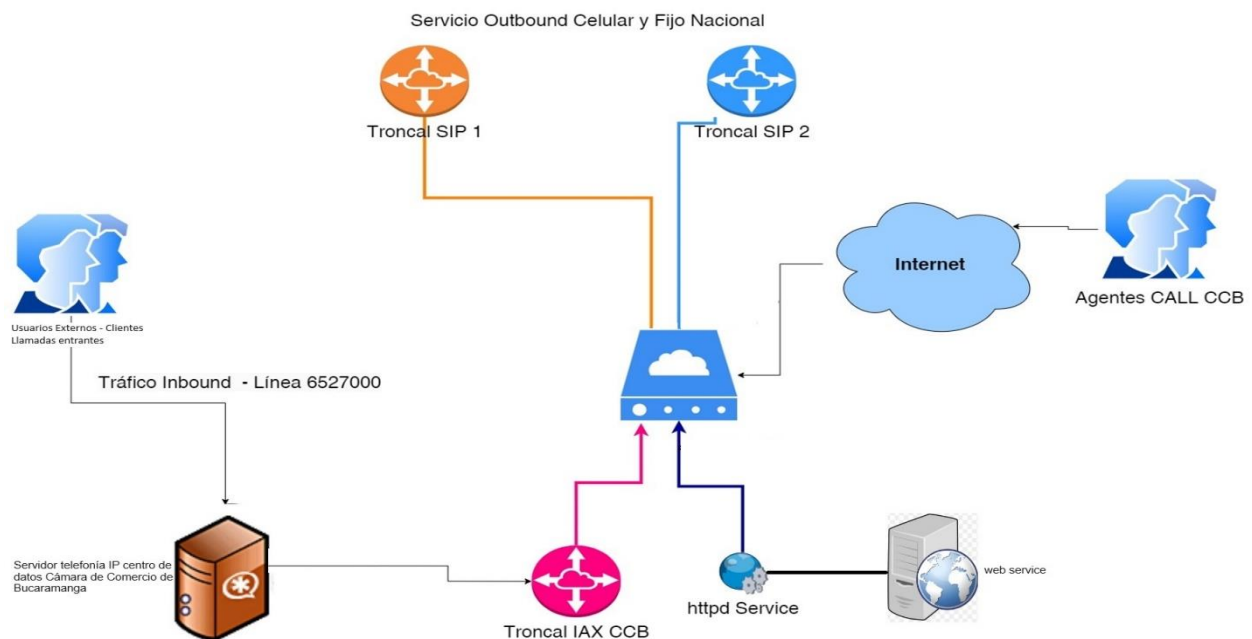 Servicio Outbound Celular y Fijo Nacional
Troncal SIP 1
Troncal SIP 2
Internet
Agentes CALL CCB
Usuarios Externos - Clientes
Llamadas entrantes
Tráfico Inbound - Línea 6527000
Servidor telefonía IP centro de
datos Câmara de Comercio de
Bucaramanga
Troncal IAX CCB
httpd Service
web service